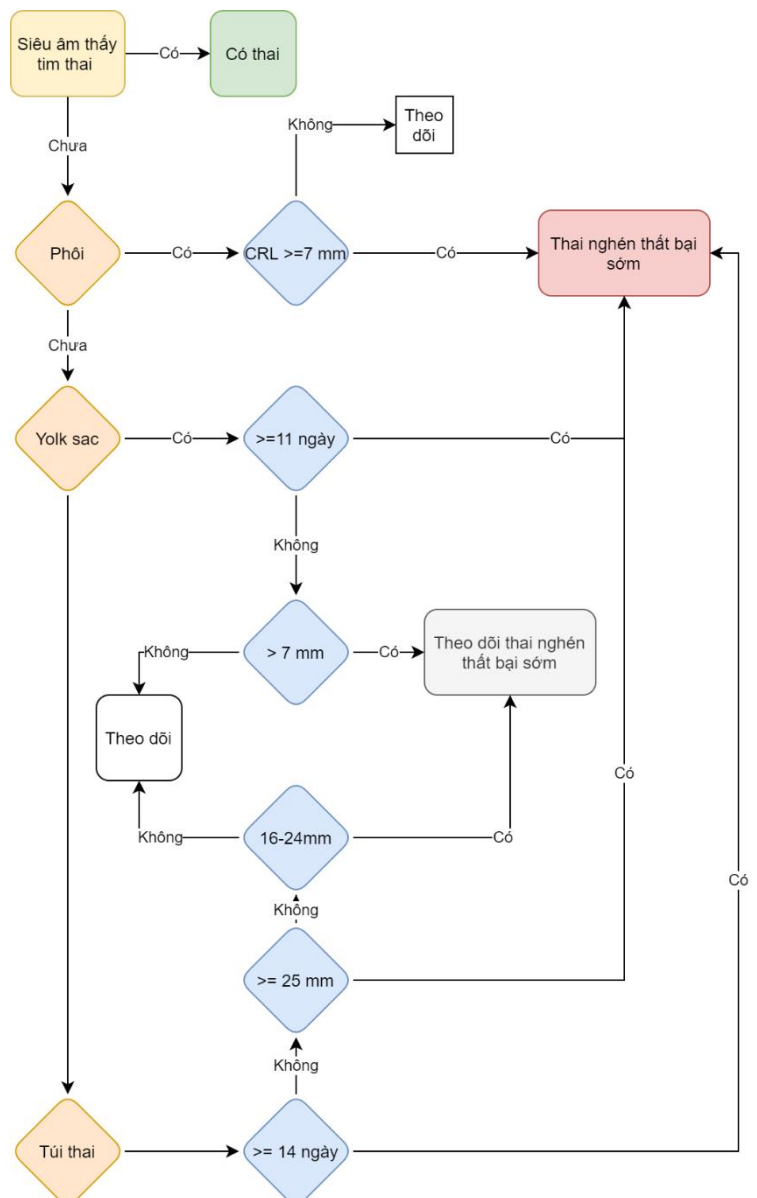 Siêu âm thấy
tim thai
Có
Có thai
Chưa
Không
Theo
dõi
Phôi
Có
CRL >=7 mm
Có
Thai nghén thất bại
sớm
Chưa
Yolk sac
Có
>=11 ngày
Có
Không
> 7 mm
Không
Có
Theo dõi thai nghén
thất bại sớm
Theo dõi
Có
Không
16-24mm
Có
Không
Có
>= 25 mm
Không
Túi thai
>= 14 ngày